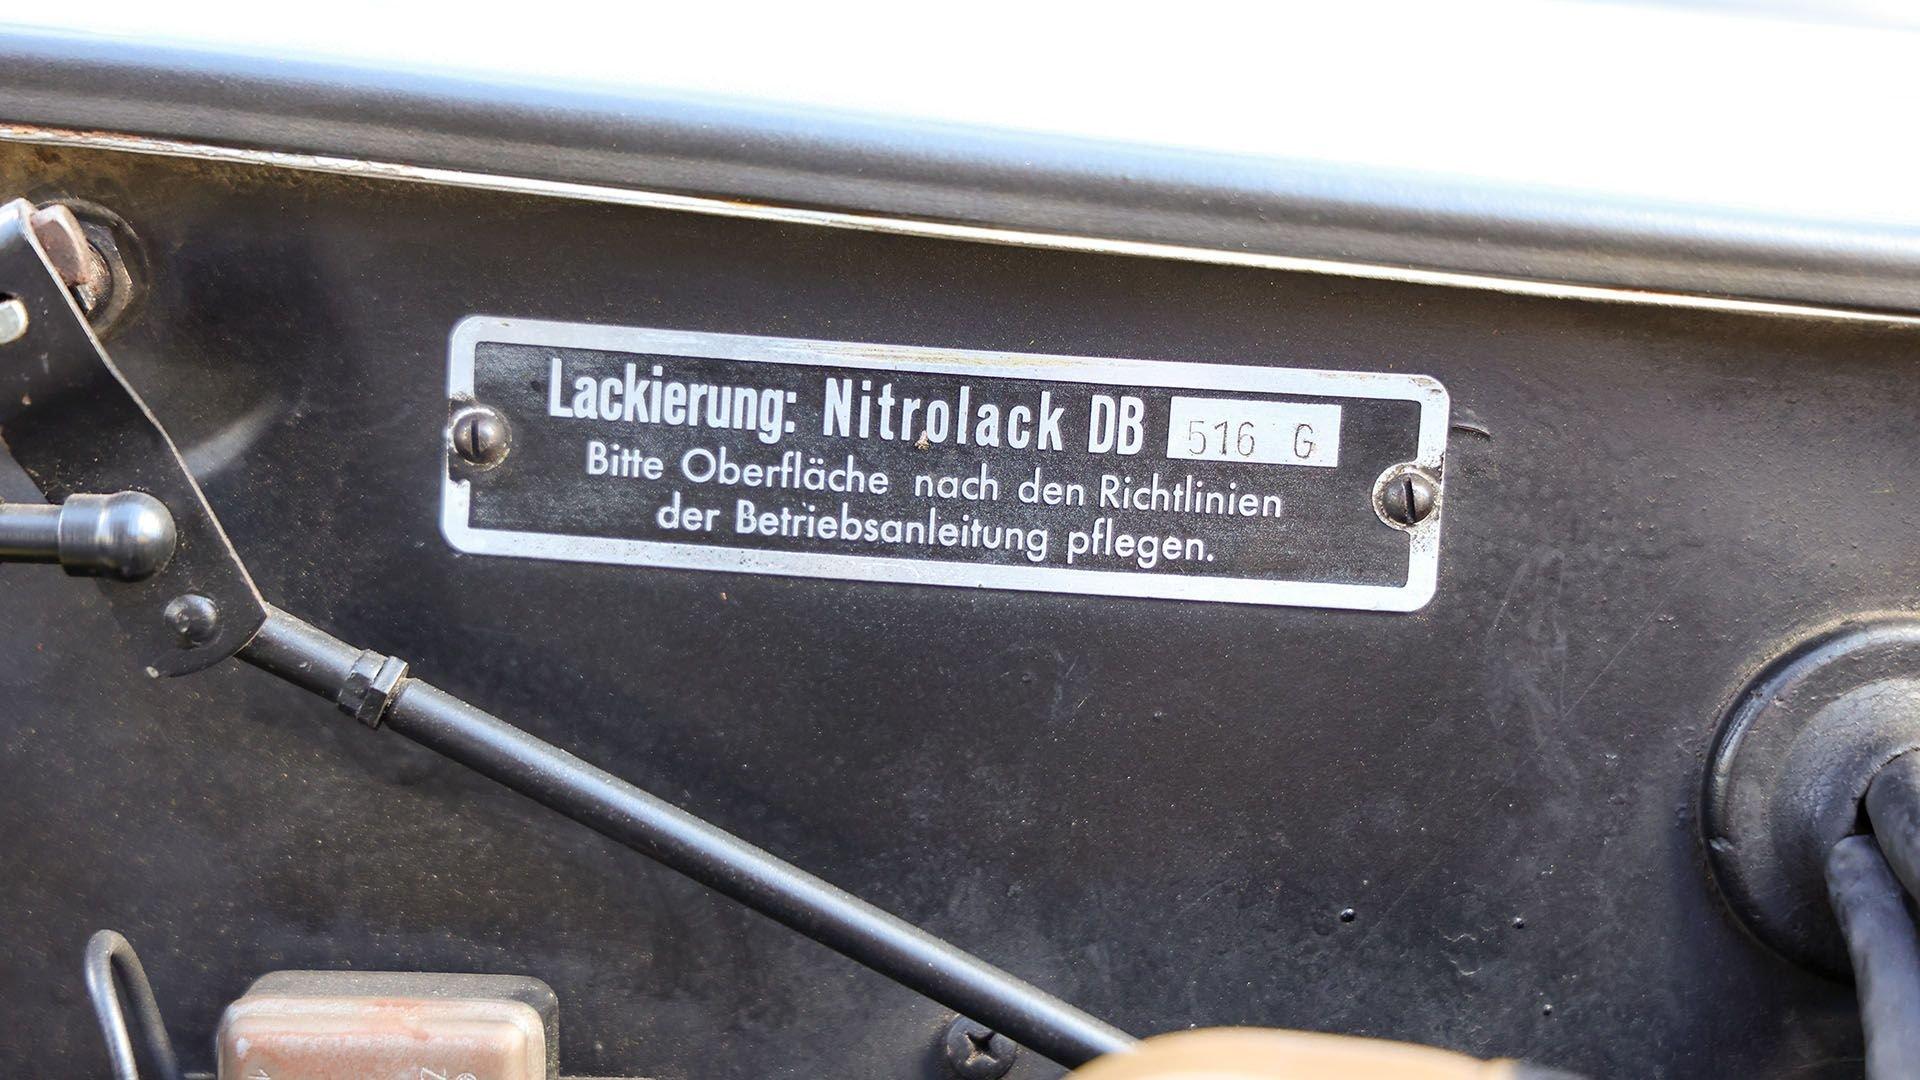 Lackierung: Nitrolack DB 516 G
Bitte Oberfläche nach den Richtlinien
der Betriebsanleitung pflegen.